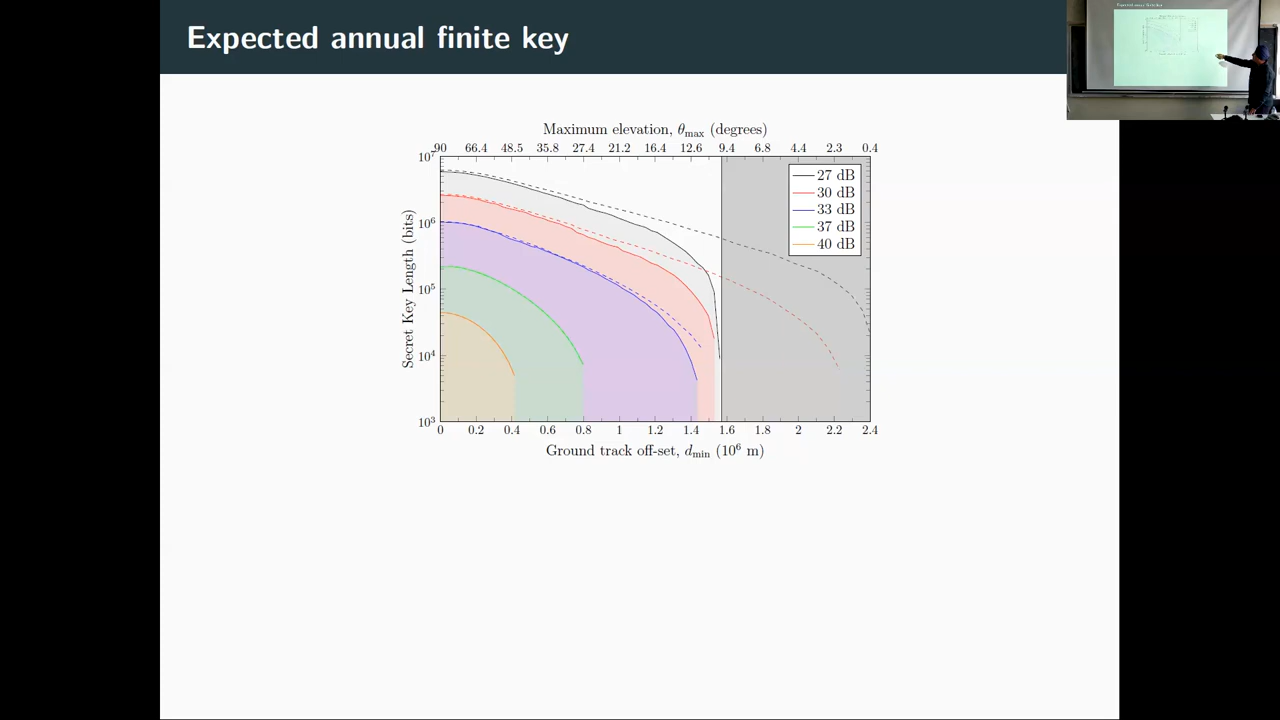 Expected annual finite key
Maximum elevation, θmax (degrees)
90 66.4 48.5 35.8 27.4 21.2 16.4 12.6 9.4 6.8 4.4 2.3 0.4
10^7
10^6
10^5
10^4
10^3
Secret Key Length (bits)
27 dB
30 dB
33 dB
37 dB
40 dB
0 0.2 0.4 0.6 0.8 1 1.2 1.4 1.6 1.8 2 2.2 2.4
Ground track off-set, dmin (10^6 m)